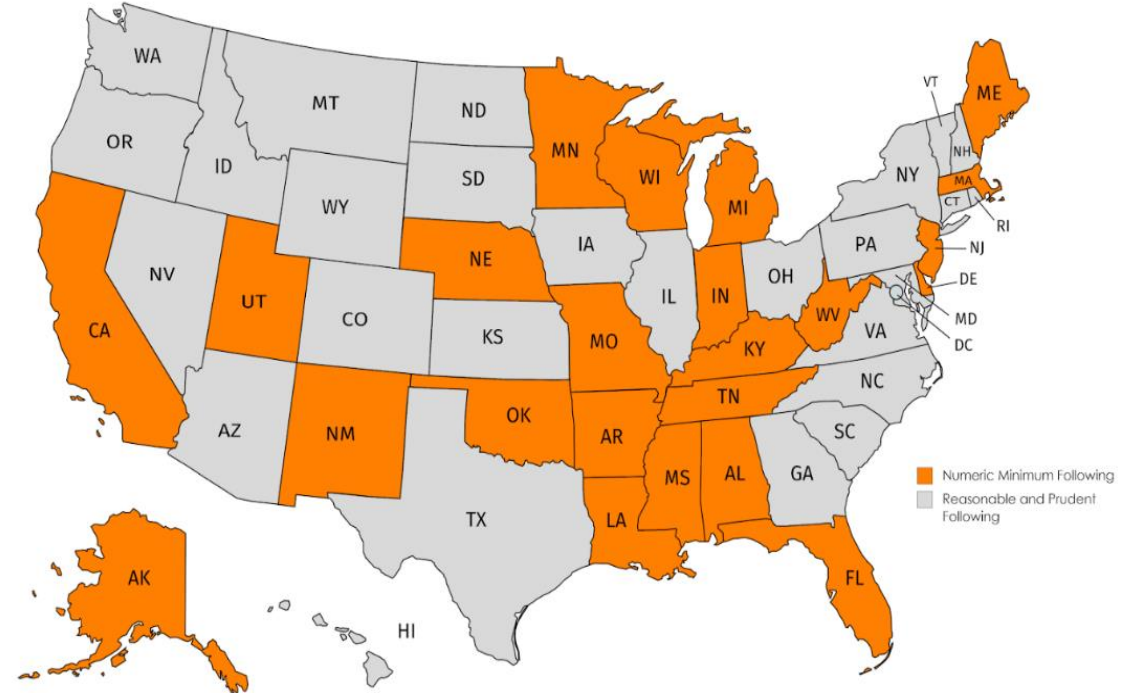 WA
MT
ND
MN
VT
ME
OR
ID
SD
WI
NH
NY
MA
WY
MI
CT
RI
IA
PA
NJ
NE
NV
UT
IL
IN
OH
DE
CO
WV
MD
CA
KS
MO
KY
VA
DC
NC
TN
AZ
NM
OK
AR
SC
MS
AL
GA
Numeric Minimum Following
Reasonable and Prudent
Following
TX
LA
AK
FL
HI